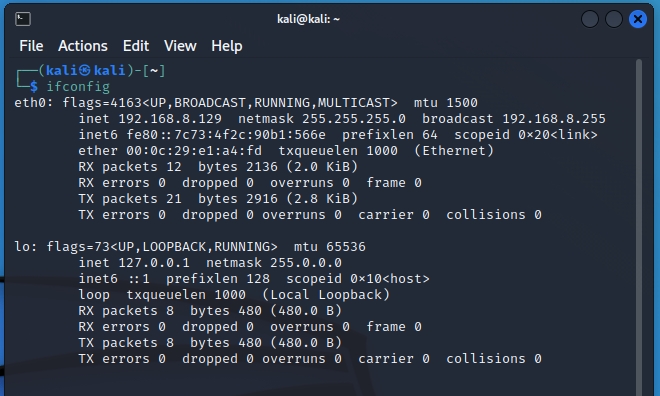 kali@kali: ~
File Actions Edit View Help
┌──(kali㉿kali)-[~]
└─$ ifconfig
eth0: flags=4163<UP,BROADCAST,RUNNING,MULTICAST>  mtu 1500
        inet 192.168.8.129  netmask 255.255.255.0  broadcast 192.168.8.255
        inet6 fe80::7c73:4f2c:90b1:566e  prefixlen 64  scopeid 0×20<link>
        ether 00:0c:29:e1:a4:fd  txqueuelen 1000  (Ethernet)
        RX packets 12  bytes 2136 (2.0 KiB)
        RX errors 0  dropped 0  overruns 0  frame 0
        TX packets 21  bytes 2916 (2.8 KiB)
        TX errors 0  dropped 0 overruns 0  carrier 0  collisions 0

lo: flags=73<UP,LOOPBACK,RUNNING>  mtu 65536
        inet 127.0.0.1  netmask 255.0.0.0
        inet6 ::1  prefixlen 128  scopeid 0×10<host>
        loop  txqueuelen 1000  (Local Loopback)
        RX packets 8  bytes 480 (480.0 B)
        RX errors 0  dropped 0  overruns 0  frame 0
        TX packets 8  bytes 480 (480.0 B)
        TX errors 0  dropped 0 overruns 0  carrier 0  collisions 0